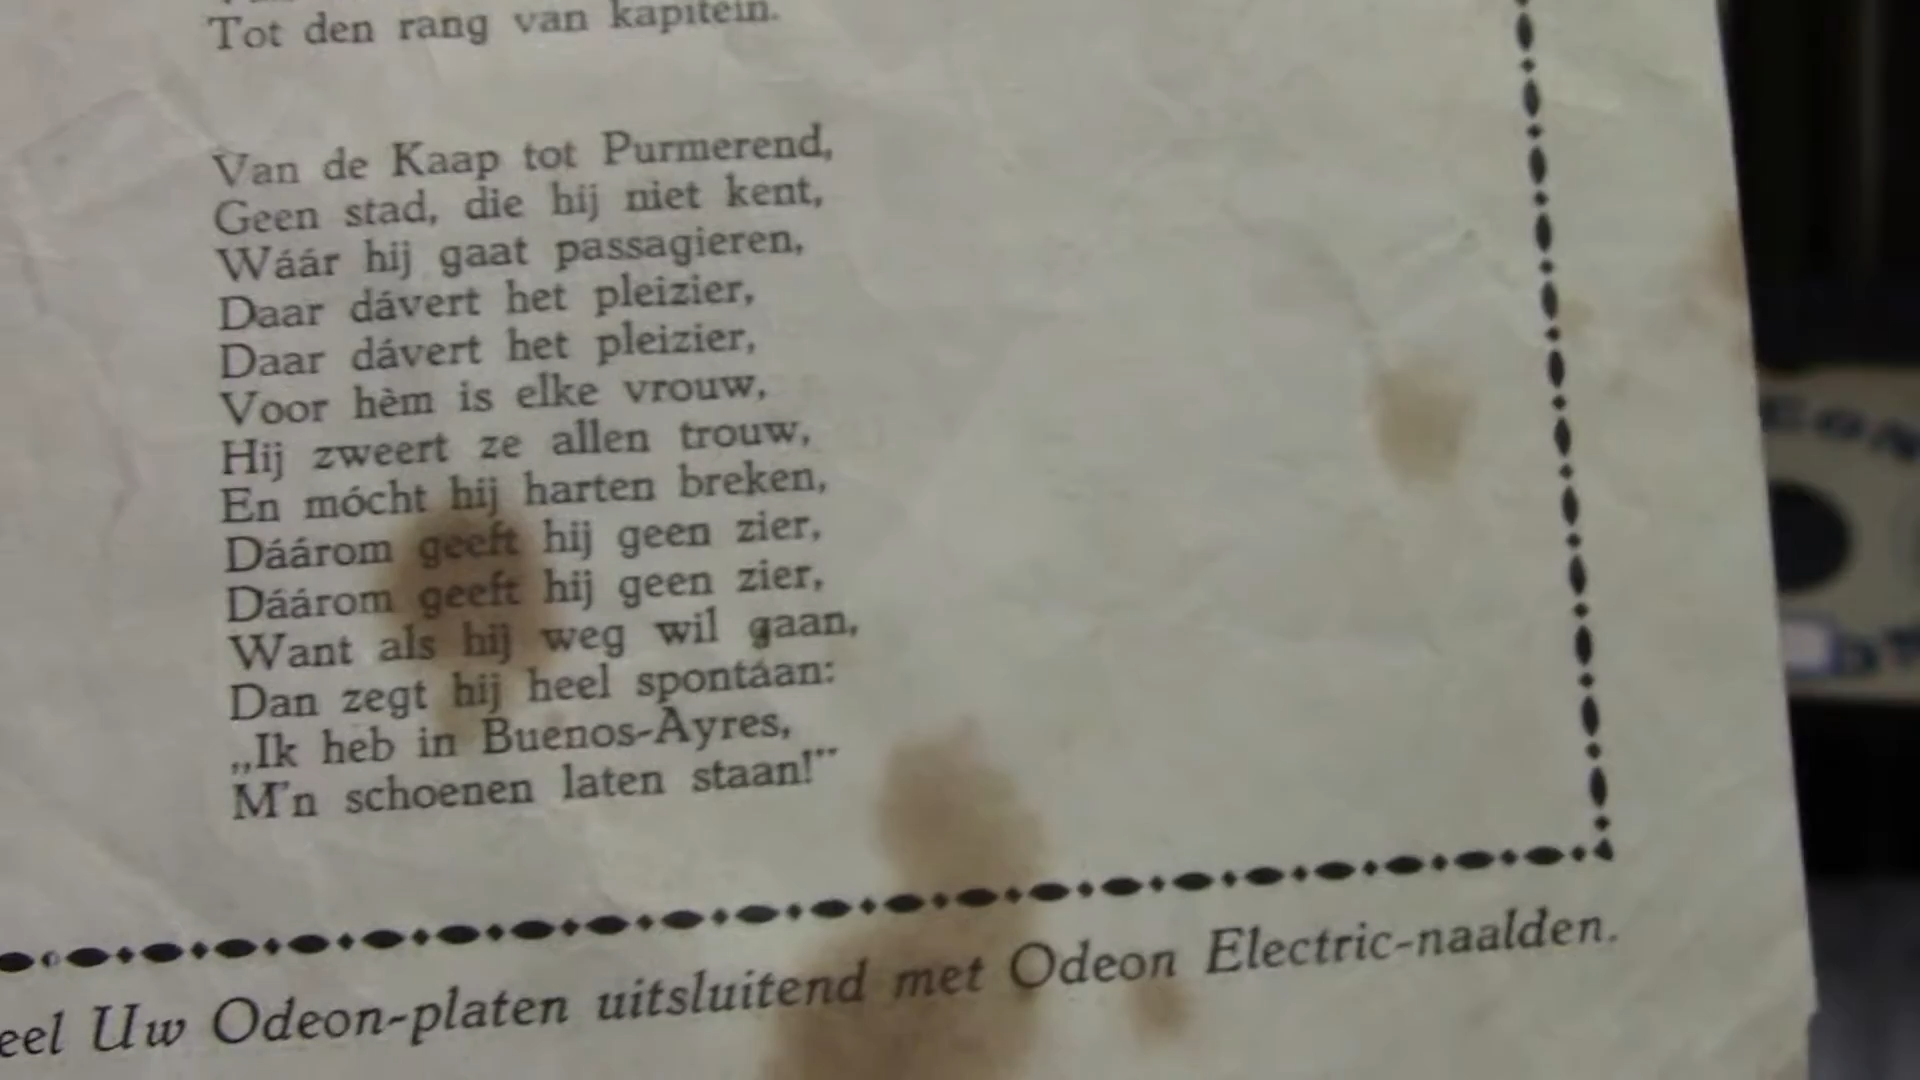 Tot den rang van kapitein.
Van de Kaap tot Purmerend,
Geen stad, die hij niet kent,
Wáár hij gaat passagieren,
Daar dávert het pleizier,
Daar dávert het pleizier,
Voor hèm is elke vrouw,
Hij zweert ze allen trouw,
En mócht hij harten breken,
Dáárom geeft hij geen zier,
Dáárom geeft hij geen zier,
Want als hij weg wil gaan,
Dan zegt hij heel spontáan:
„Ik heb in Buenos-Ayres,
M'n schoenen laten staan!"
eel Uw Odeon-platen uitsluitend met Odeon Electric-naalden.